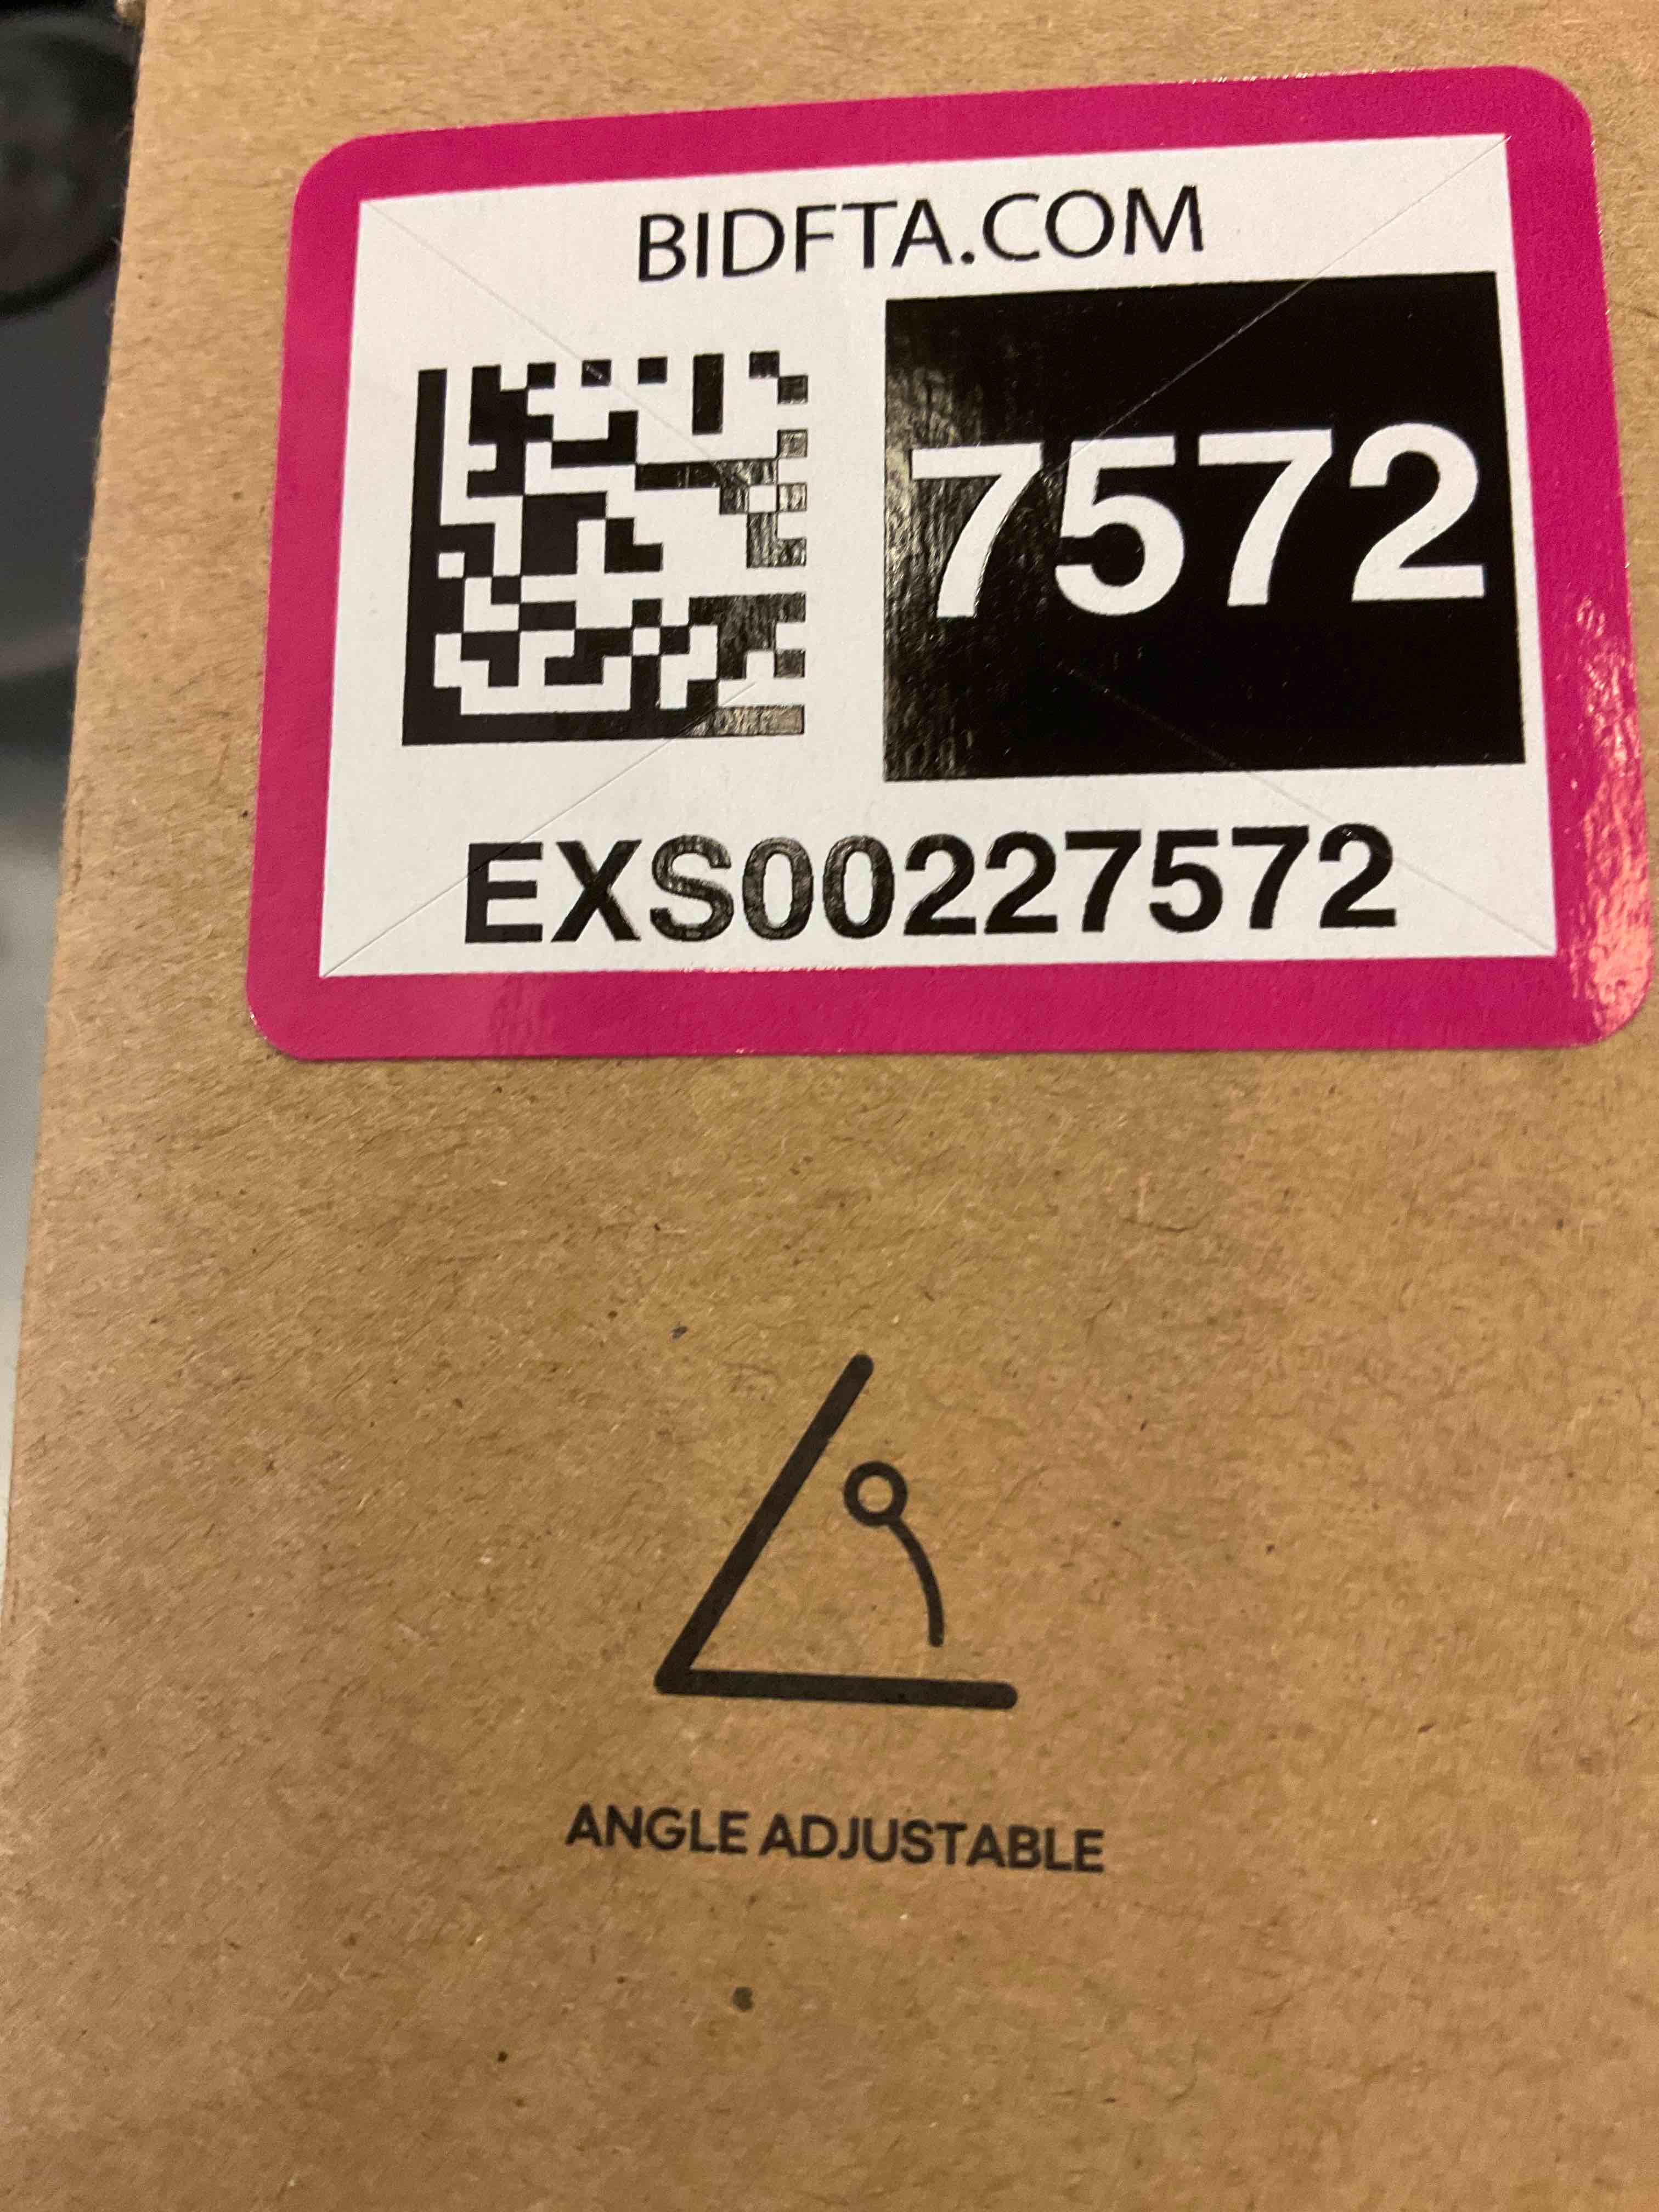 BIDFTA.COM
7572
EXS00227572
ANGLE ADJUSTABLE